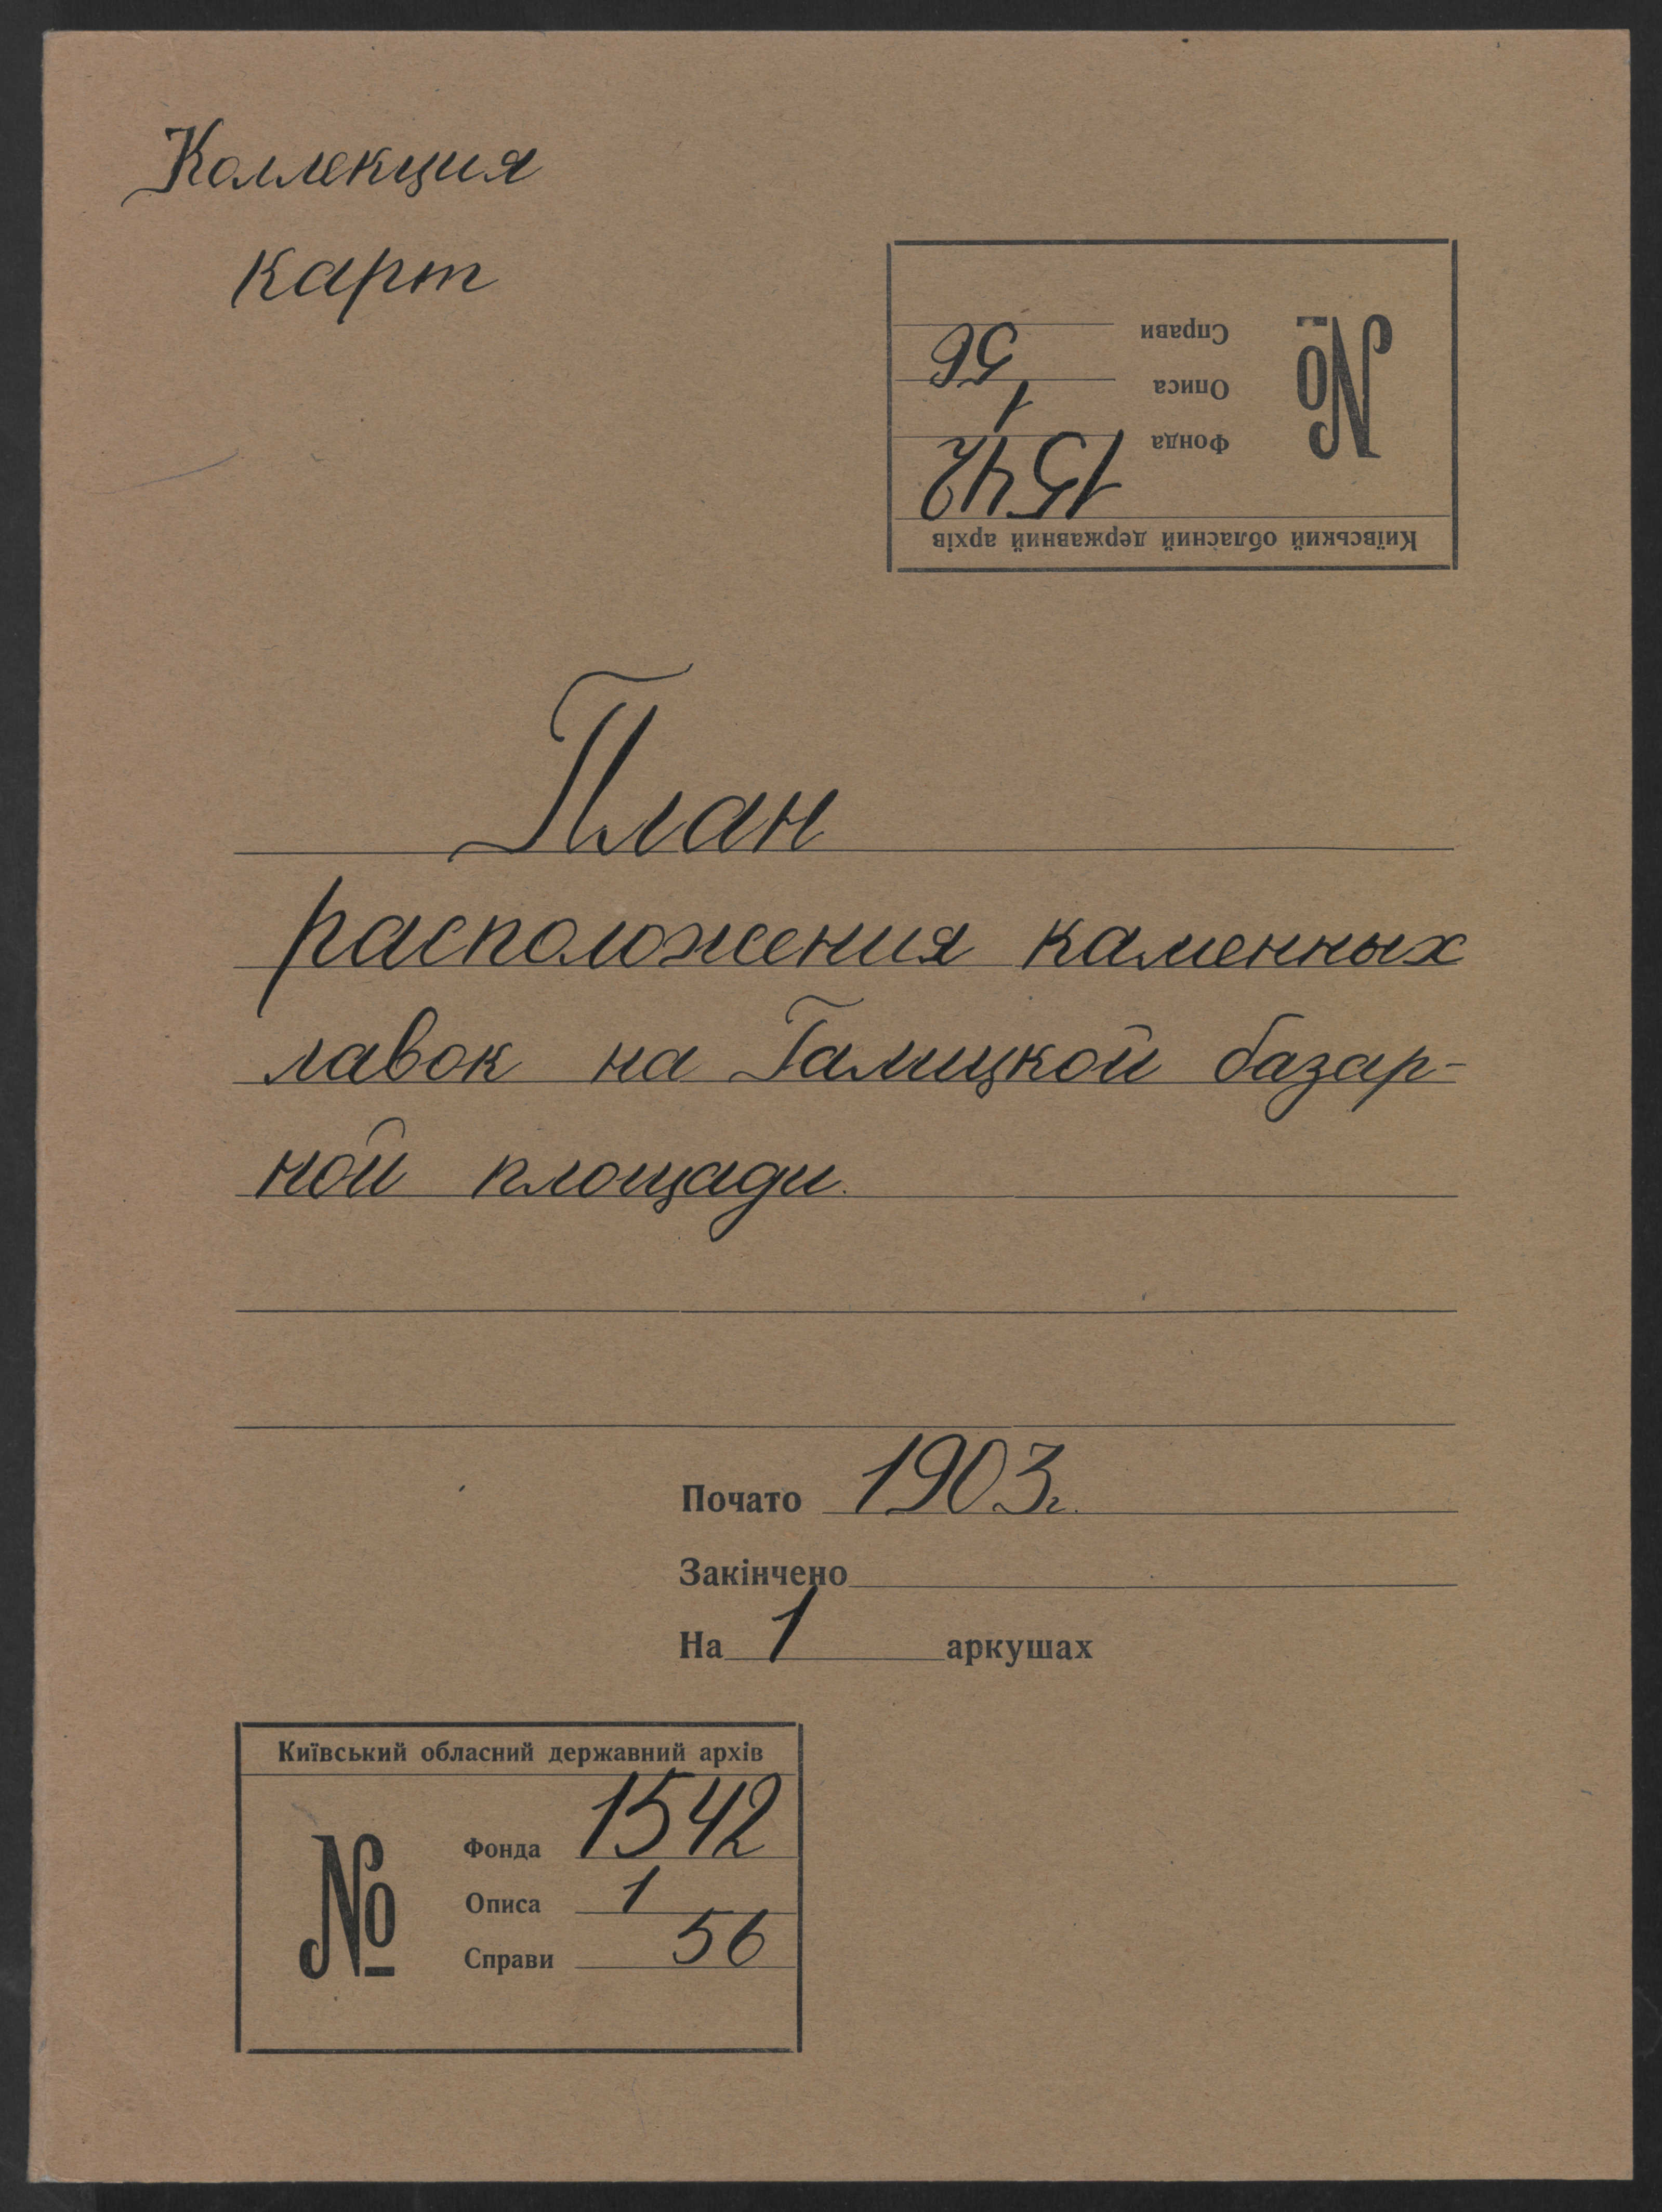 Коллекция
карт
Київський обласний державний архів
№
Фонда 1542
Описа 1
Справи 56
План
расположения каменных
лавок на Галицкой базар-
ной площади.
Почато 1903г.
Закінчено
На 1 аркушах
Київський обласний державний архів
№
Фонда 1542
Описа 1
Справи 56